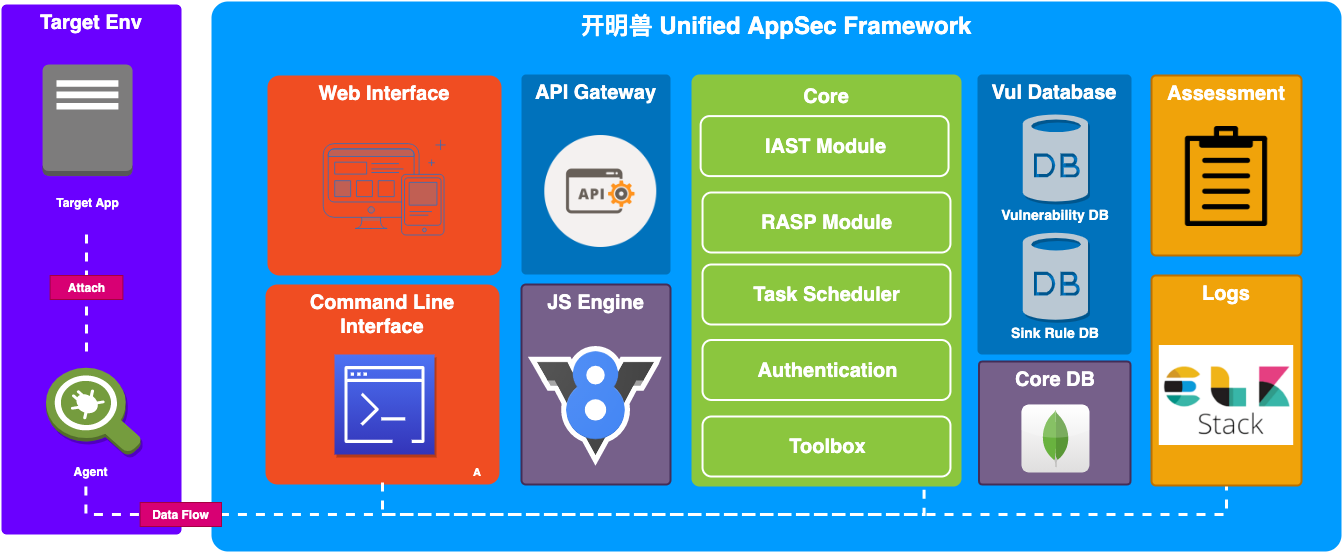 Target Env
Target App
Attach
Agent
Data Flow
开明兽 Unified AppSec Framework
Web Interface
Command Line
Interface
A
API Gateway
API
JS Engine
8
Core
IAST Module
RASP Module
Task Scheduler
Authentication
Toolbox
Vul Database
DB
Vulnerability DB
DB
Sink Rule DB
Core DB
Assessment
Logs
ELK
Stack